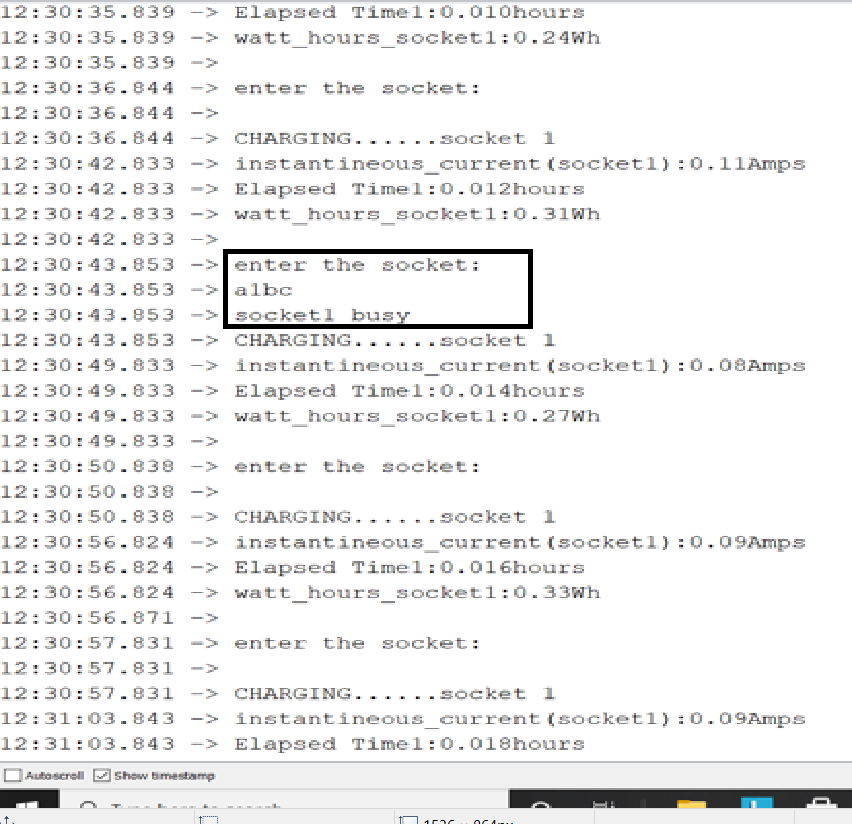 12:30:35.839 -> Elapsed Time1:0.010hours
12:30:35.839 -> watt_hours_socket1:0.24Wh
12:30:35.839 ->
12:30:36.844 -> enter the socket:
12:30:36.844 ->
12:30:36.844 -> CHARGING......socket 1
12:30:42.833 -> instantineous_current(socket1):0.11Amps
12:30:42.833 -> Elapsed Time1:0.012hours
12:30:42.833 -> watt_hours_socket1:0.31Wh
12:30:42.833 ->
12:30:43.853 -> enter the socket:
12:30:43.853 -> a1bc
12:30:43.853 -> socket1 busy
12:30:43.853 -> CHARGING......socket 1
12:30:49.833 -> instantineous_current(socket1):0.08Amps
12:30:49.833 -> Elapsed Time1:0.014hours
12:30:49.833 -> watt_hours_socket1:0.27Wh
12:30:49.833 ->
12:30:50.838 -> enter the socket:
12:30:50.838 ->
12:30:50.838 -> CHARGING......socket 1
12:30:56.824 -> instantineous_current(socket1):0.09Amps
12:30:56.824 -> Elapsed Time1:0.016hours
12:30:56.824 -> watt_hours_socket1:0.33Wh
12:30:56.871 ->
12:30:57.831 -> enter the socket:
12:30:57.831 ->
12:30:57.831 -> CHARGING......socket 1
12:31:03.843 -> instantineous_current(socket1):0.09Amps
12:31:03.843 -> Elapsed Time1:0.018hours
Autoscroll Show timestamp
Type here to search